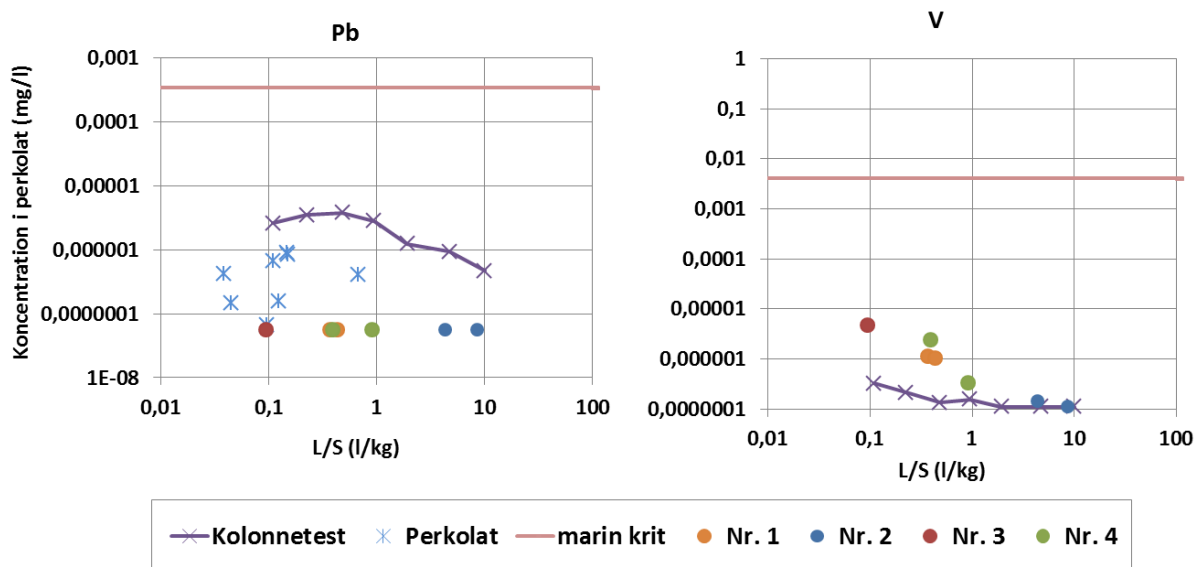 Pb
Koncentration i perkolat (mg/l)
0,001
0,0001
0,00001
0,000001
0,0000001
1E-08
0,01 0,1 1 10 100
L/S (l/kg)
V
1
0,1
0,01
0,001
0,0001
0,00001
0,000001
0,0000001
0,01 0,1 1 10 100
L/S (l/kg)
Kolonnetest Perkolat marin krit Nr. 1 Nr. 2 Nr. 3 Nr. 4